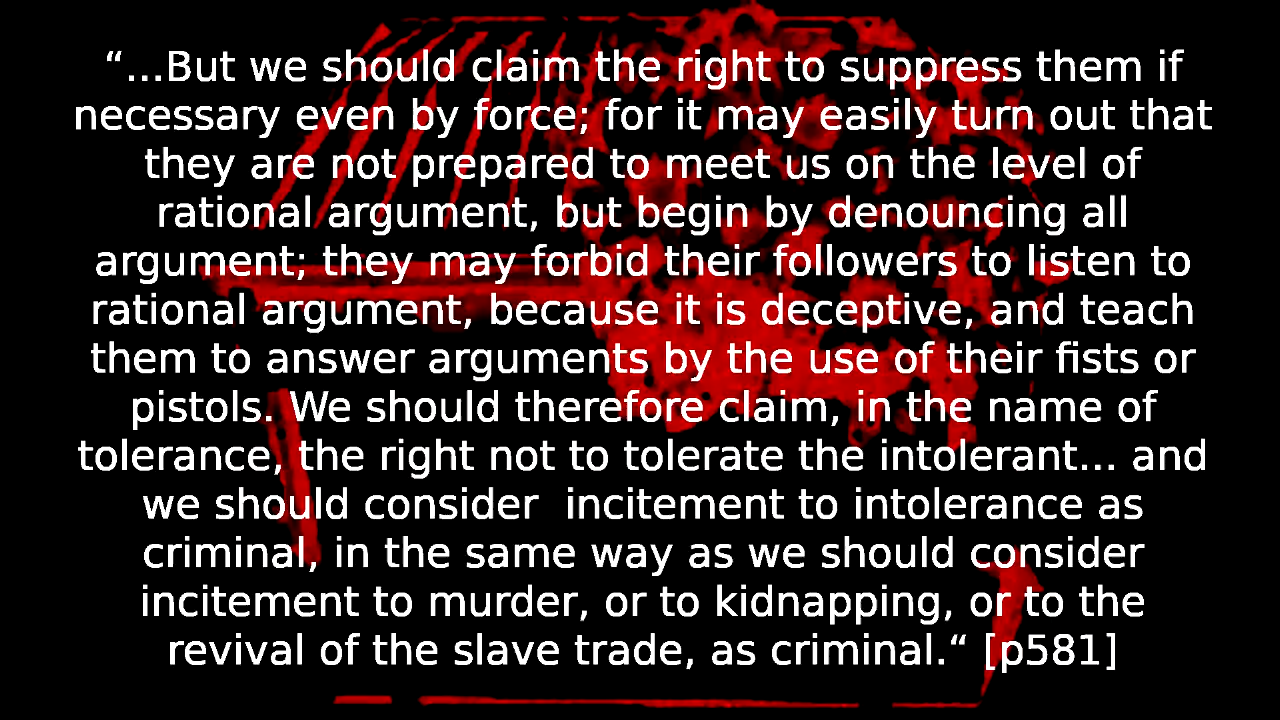 “...But we should claim the right to suppress them if
necessary even by force; for it may easily turn out that
they are not prepared to meet us on the level of
rational argument, but begin by denouncing all
argument; they may forbid their followers to listen to
rational argument, because it is deceptive, and teach
them to answer arguments by the use of their fists or
pistols. We should therefore claim, in the name of
tolerance, the right not to tolerate the intolerant... and
we should consider  incitement to intolerance as
criminal, in the same way as we should consider
incitement to murder, or to kidnapping, or to the
revival of the slave trade, as criminal.“ [p581]